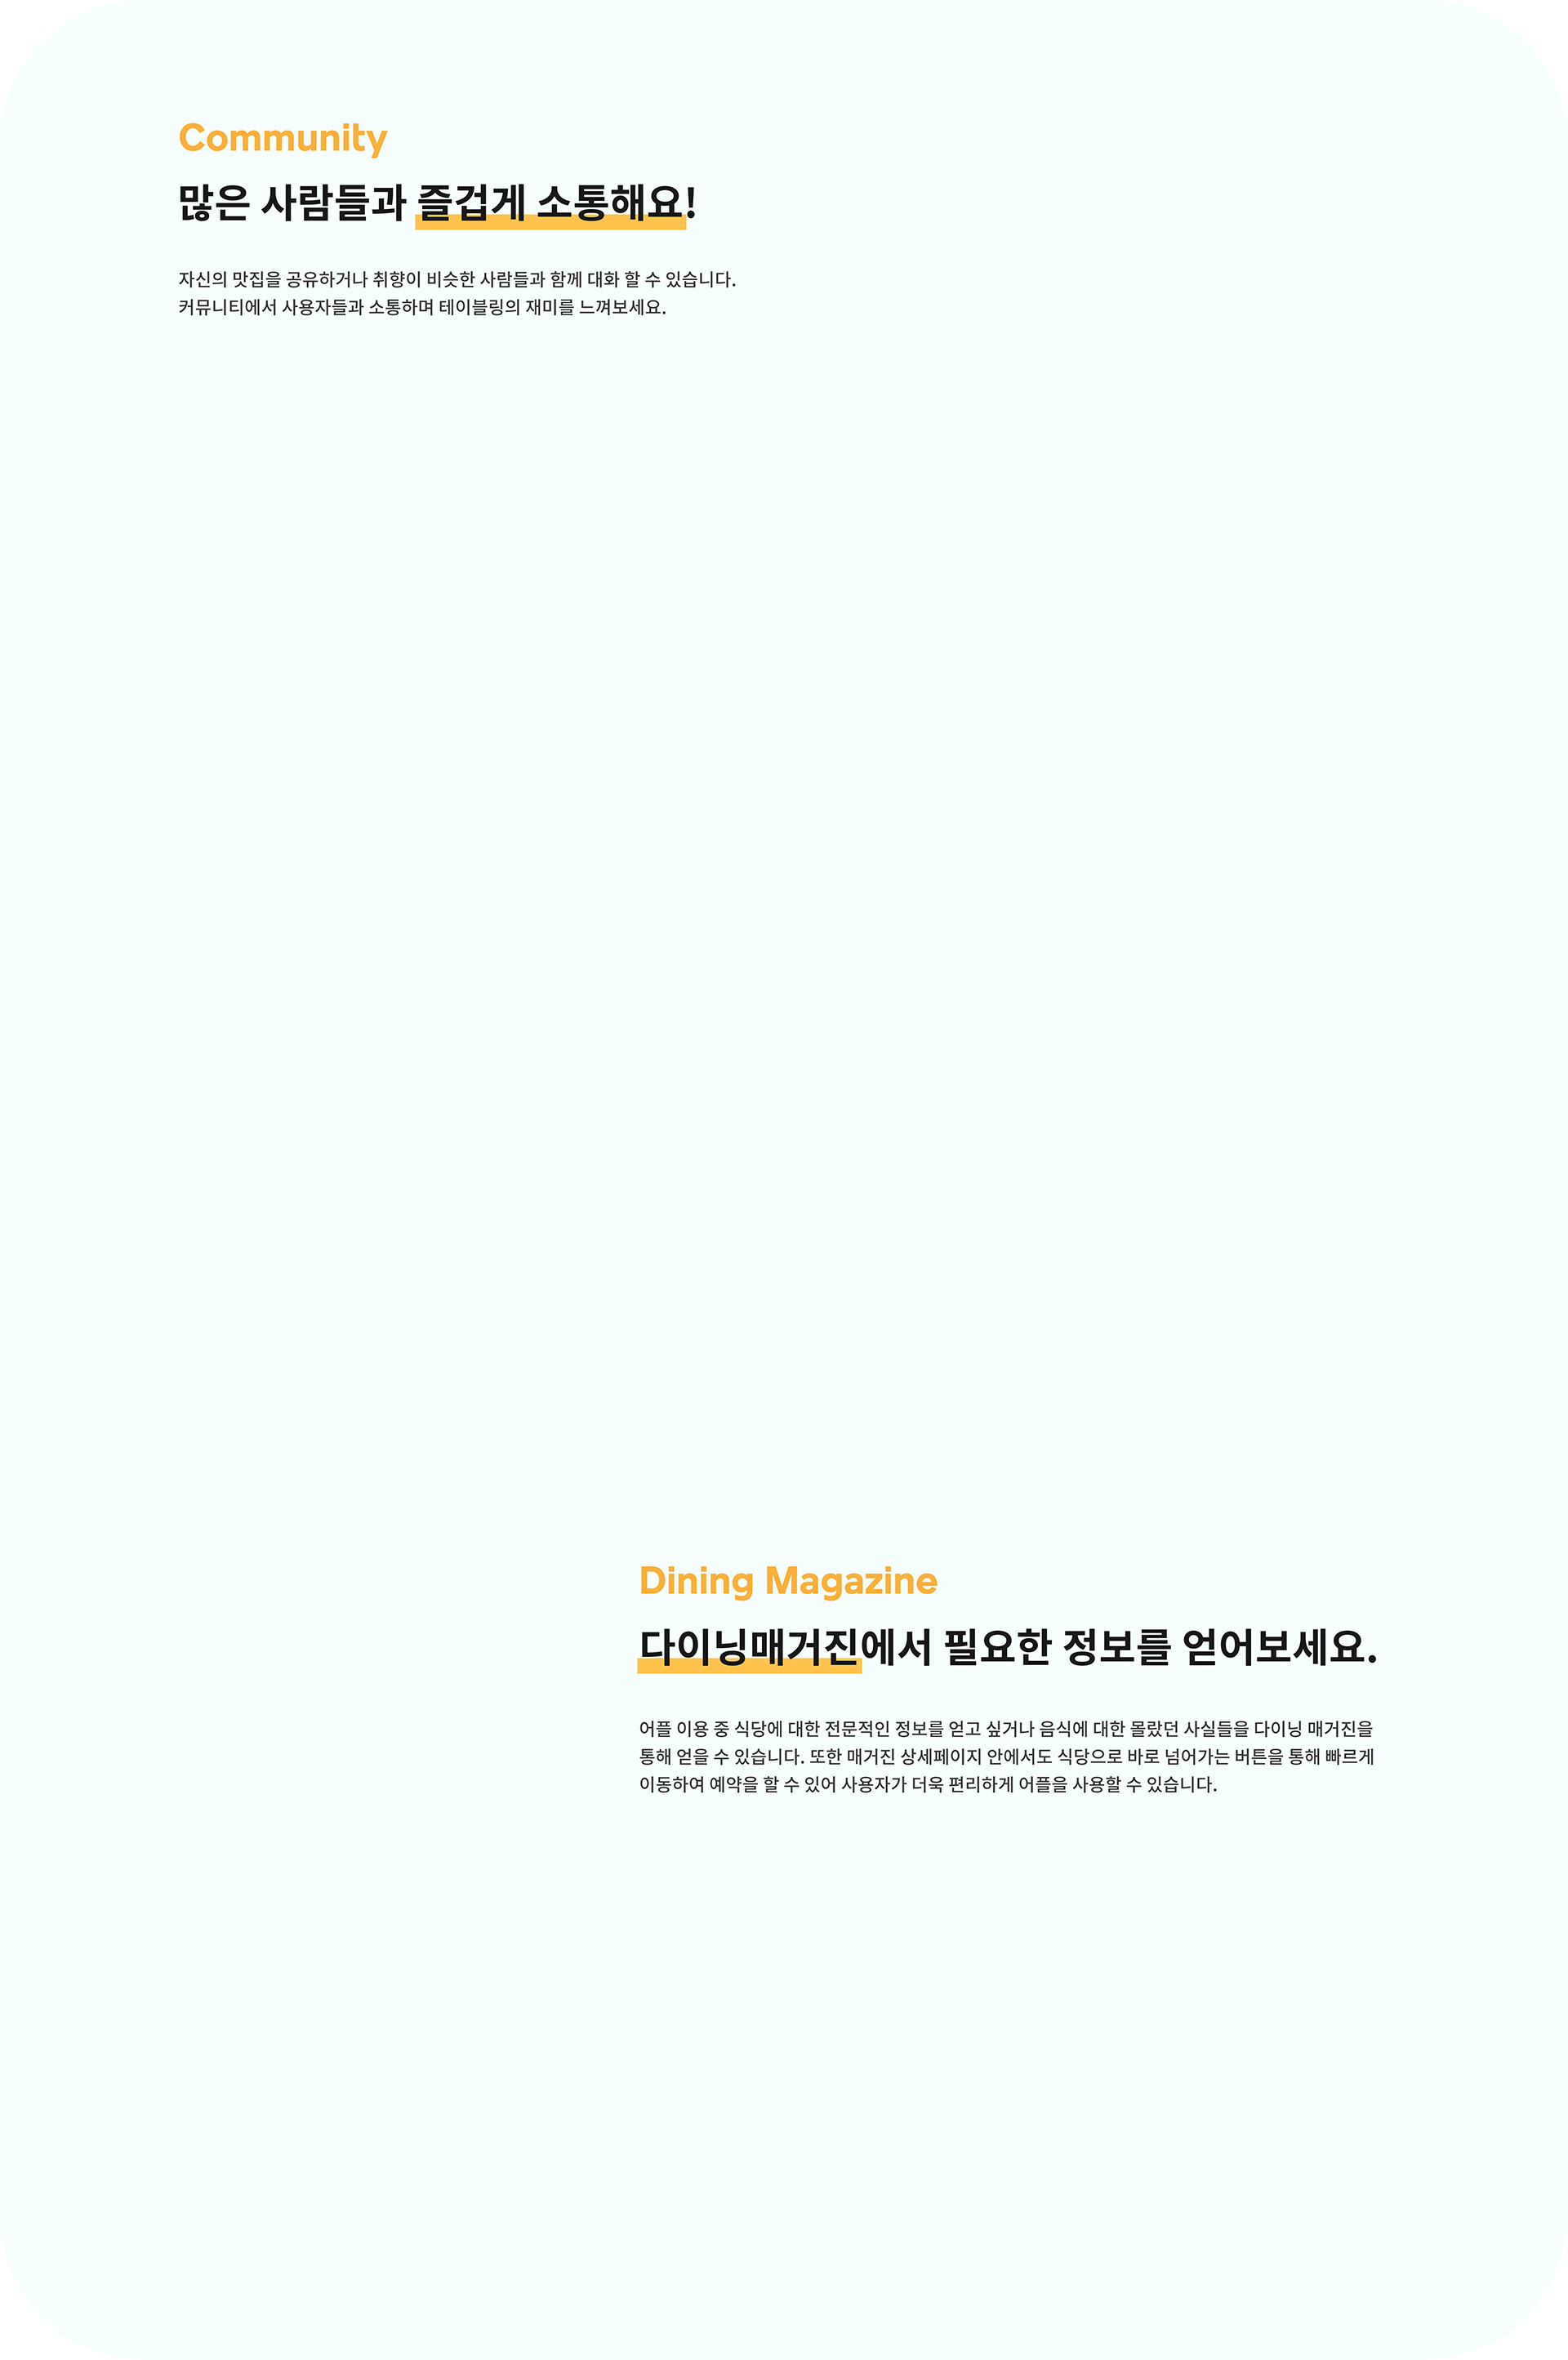 Community
많은 사람들과 즐겁게 소통해요!
자신의 맛집을 공유하거나 취향이 비슷한 사람들과 함께 대화 할 수 있습니다.
커뮤니티에서 사용자들과 소통하며 테이블링의 재미를 느껴보세요.
Dining Magazine
다이닝매거진에서 필요한 정보를 얻어보세요.
어플 이용 중 식당에 대한 전문적인 정보를 얻고 싶거나 음식에 대한 몰랐던 사실들을 다이닝 매거진을
통해 얻을 수 있습니다. 또한 매거진 상세페이지 안에서도 식당으로 바로 넘어가는 버튼을 통해 빠르게
이동하여 예약을 할 수 있어 사용자가 더욱 편리하게 어플을 사용할 수 있습니다.